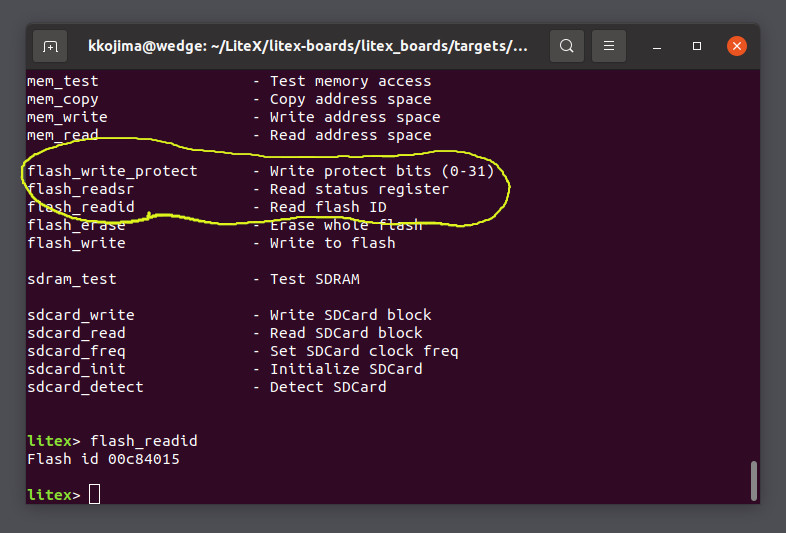 kkojima@wedge: ~/LiteX/litex-boards/litex_boards/targets/...
mem_test - Test memory access
mem_copy - Copy address space
mem_write - Write address space
mem_read - Read address space
flash_write_protect - Write protect bits (0-31)
flash_readsr - Read status register
flash_readid - Read flash ID
flash_erase - Erase whole flash
flash_write - Write to flash
sdram_test - Test SDRAM
sdcard_write - Write SDCard block
sdcard_read - Read SDCard block
sdcard_freq - Set SDCard clock freq
sdcard_init - Initialize SDCard
sdcard_detect - Detect SDCard
litex> flash_readid
Flash id 00c84015
litex>